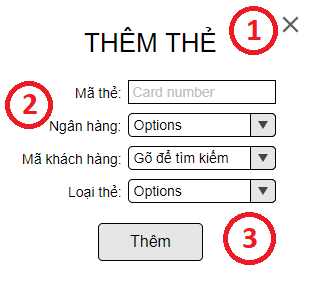 THÊM THẺ 1
Mã thẻ: Card number
2
Ngân hàng: Options
Mã khách hàng: Gõ để tìm kiếm
Loại thẻ: Options
Thêm 3